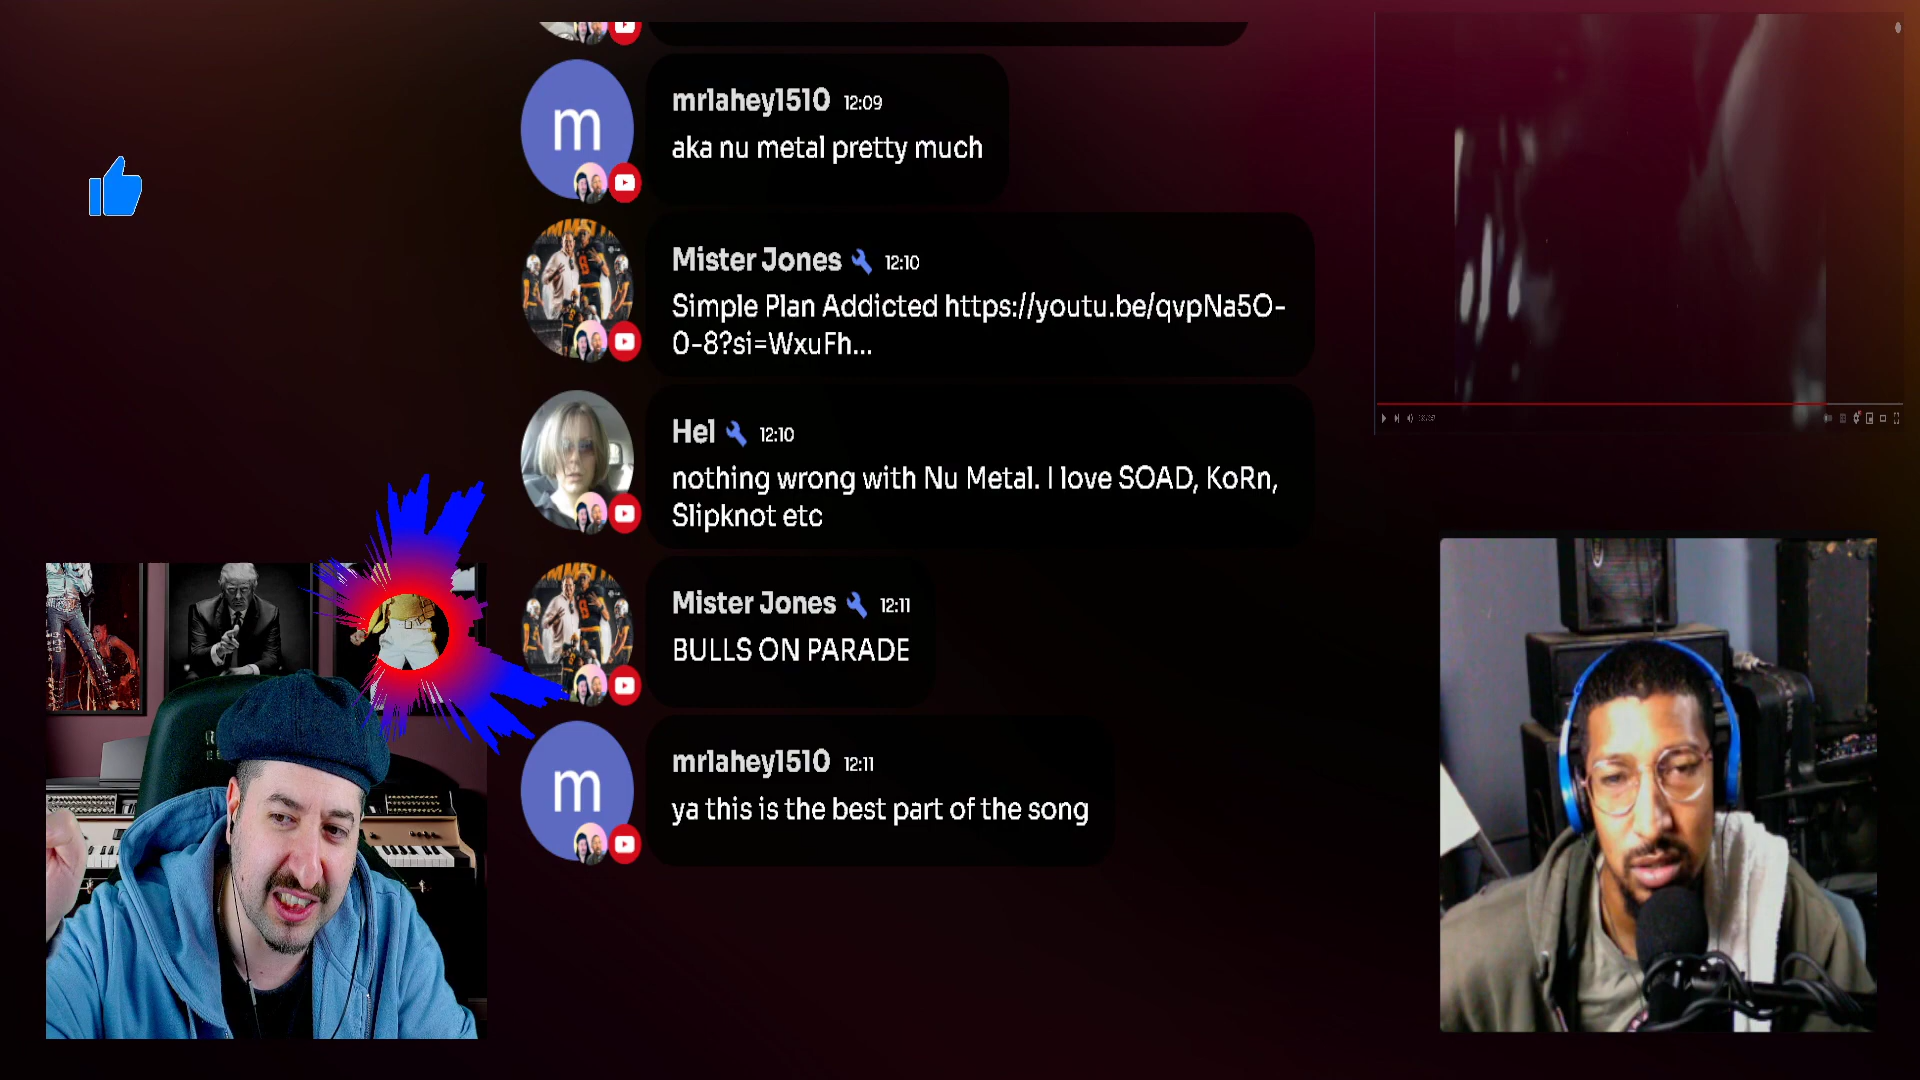 m
mrlahey1510 12:09
aka nu metal pretty much
Mister Jones 12:10
Simple Plan Addicted https://youtu.be/qvpNa5O-
0-8?si=WxuFh...
Hel 12:10
nothing wrong with Nu Metal. I love SOAD, KoRn,
Slipknot etc
Mister Jones 12:11
BULLS ON PARADE
m
mrlahey1510 12:11
ya this is the best part of the song